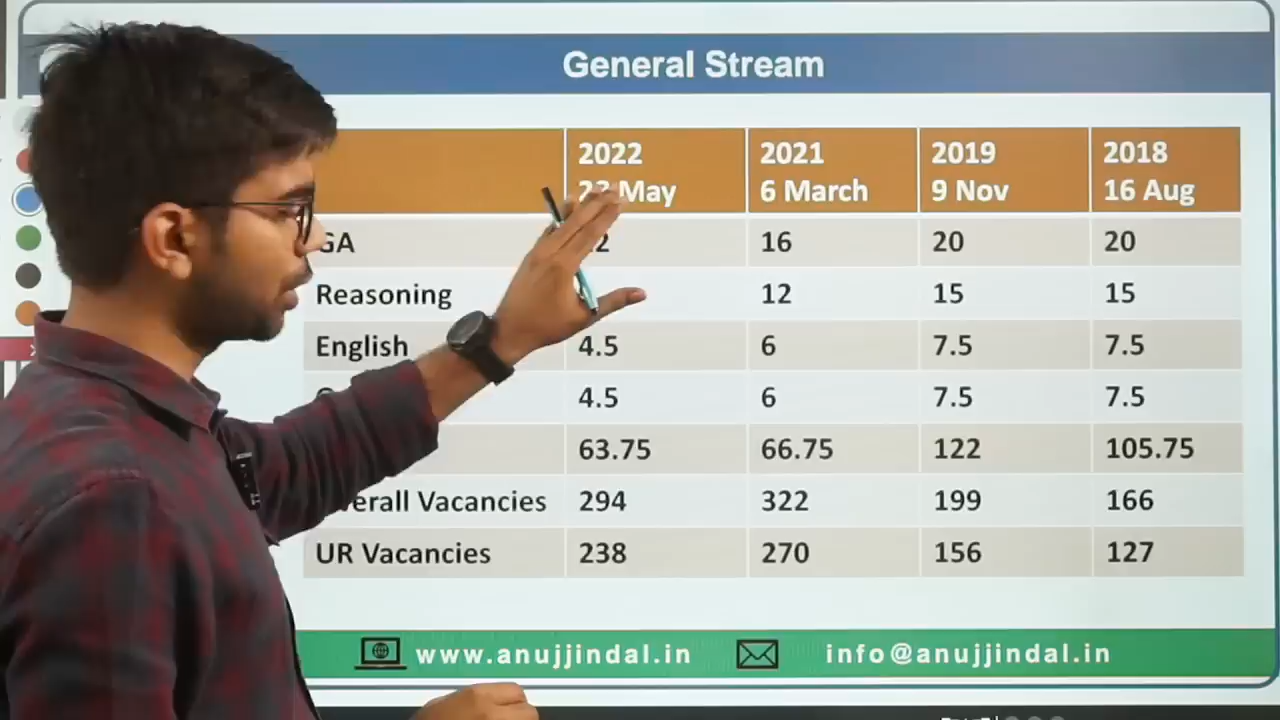 General Stream
2022 2021 2019 2018
May 6 March 9 Nov 16 Aug
GA 16 20 20
Reasoning 12 15 15
English 4.5 6 7.5 7.5
4.5 6 7.5 7.5
63.75 66.75 122 105.75
Overall Vacancies 294 322 199 166
UR Vacancies 238 270 156 127
www.anujjindal.in info@anujjindal.in